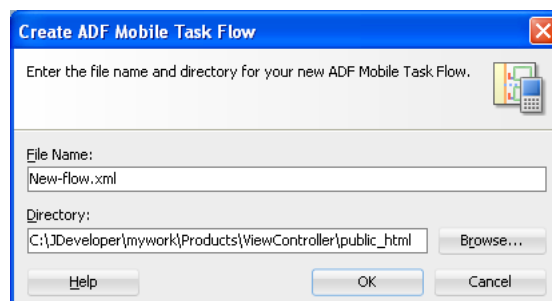 Create ADF Mobile Task Flow
Enter the file name and directory for your new ADF Mobile Task Flow.
File Name:
New-flow.xml
Directory:
C:\JDeveloper\mywork\Products\ViewController\public_html
Browse...
Help
OK
Cancel